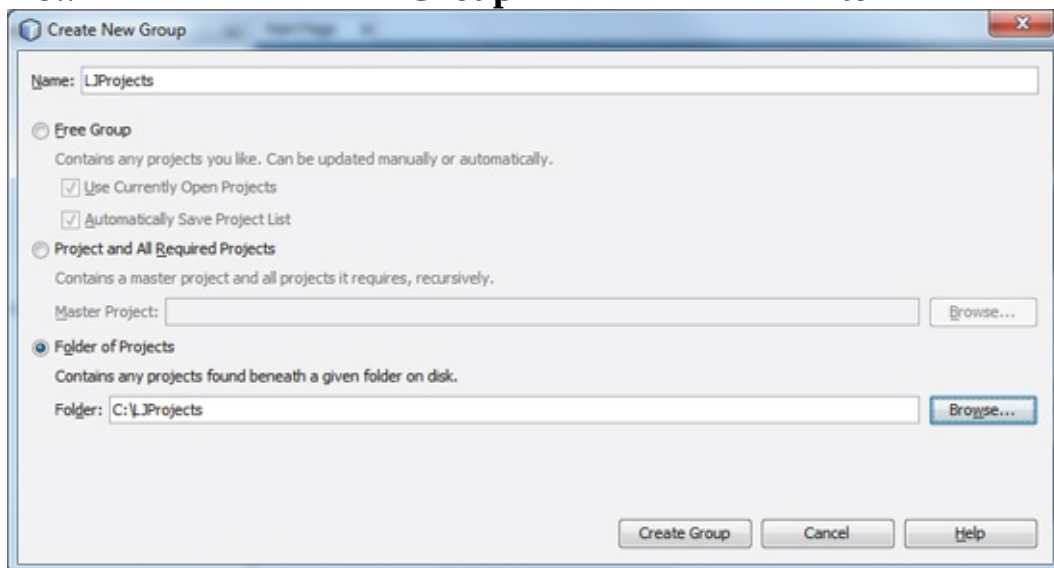 Create New Group
Name: LJProjects
Free Group
Contains any projects you like. Can be updated manually or automatically.
Use Currently Open Projects
Automatically Save Project List
Project and All Required Projects
Contains a master project and all projects it requires, recursively.
Master Project: Browse...
Folder of Projects
Contains any projects found beneath a given folder on disk.
Folder: C:\LJProjects Browse...
Create Group Cancel Help